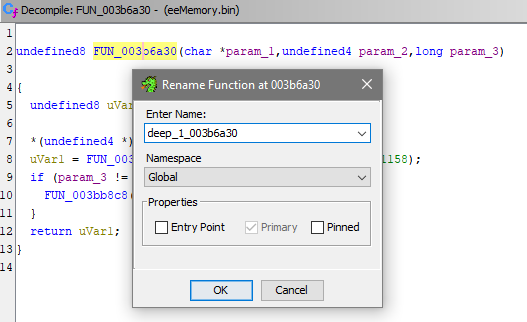 Decompile: FUN_003b6a30 - (eeMemory.bin)
1
2 undefined8 FUN_003b6a30(char *param_1,undefined4 param_2,long param_3)
3
4 {
5 undefined8 uVar
6
7 *(undefined4 *)
8 uVar1 = FUN_003 1158);
9 if (param_3 !=
10 FUN_003bb8c8(
11 }
12 return uVar1;
13 }
14
Rename Function at 003b6a30
Enter Name:
deep_1_003b6a30
Namespace
Global
Properties
Entry Point Primary Pinned
OK Cancel